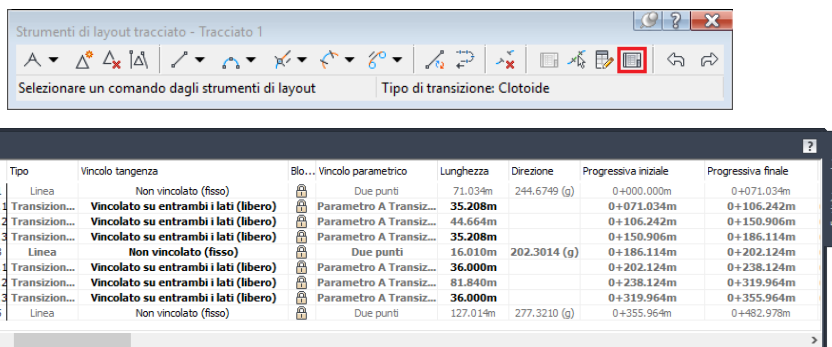 Strumenti di layout tracciato - Tracciato 1
Selezionare un comando dagli strumenti di layout Tipo di transizione: Clotoide
Tipo Vincolo tangenza Blo... Vincolo parametrico Lunghezza Direzione Progressiva iniziale Progressiva finale
Linea Non vincolato (fisso) Due punti 71.034m 244.6749 (g) 0+000.000m 0+071.034m
1 Transizion... Vincolato su entrambi i lati (libero) Parametro A Transiz... 35.208m 0+071.034m 0+106.242m
2 Transizion... Vincolato su entrambi i lati (libero) Parametro A Transiz... 44.664m 0+106.242m 0+150.906m
3 Transizion... Vincolato su entrambi i lati (libero) Parametro A Transiz... 35.208m 0+150.906m 0+186.114m
Linea Non vincolato (fisso) Due punti 16.010m 202.3014 (g) 0+186.114m 0+202.124m
1 Transizion... Vincolato su entrambi i lati (libero) Parametro A Transiz... 36.000m 0+202.124m 0+238.124m
2 Transizion... Vincolato su entrambi i lati (libero) Parametro A Transiz... 81.840m 0+238.124m 0+319.964m
3 Transizion... Vincolato su entrambi i lati (libero) Parametro A Transiz... 36.000m 0+319.964m 0+355.964m
Linea Non vincolato (fisso) Due punti 127.014m 277.3210 (g) 0+355.964m 0+482.978m